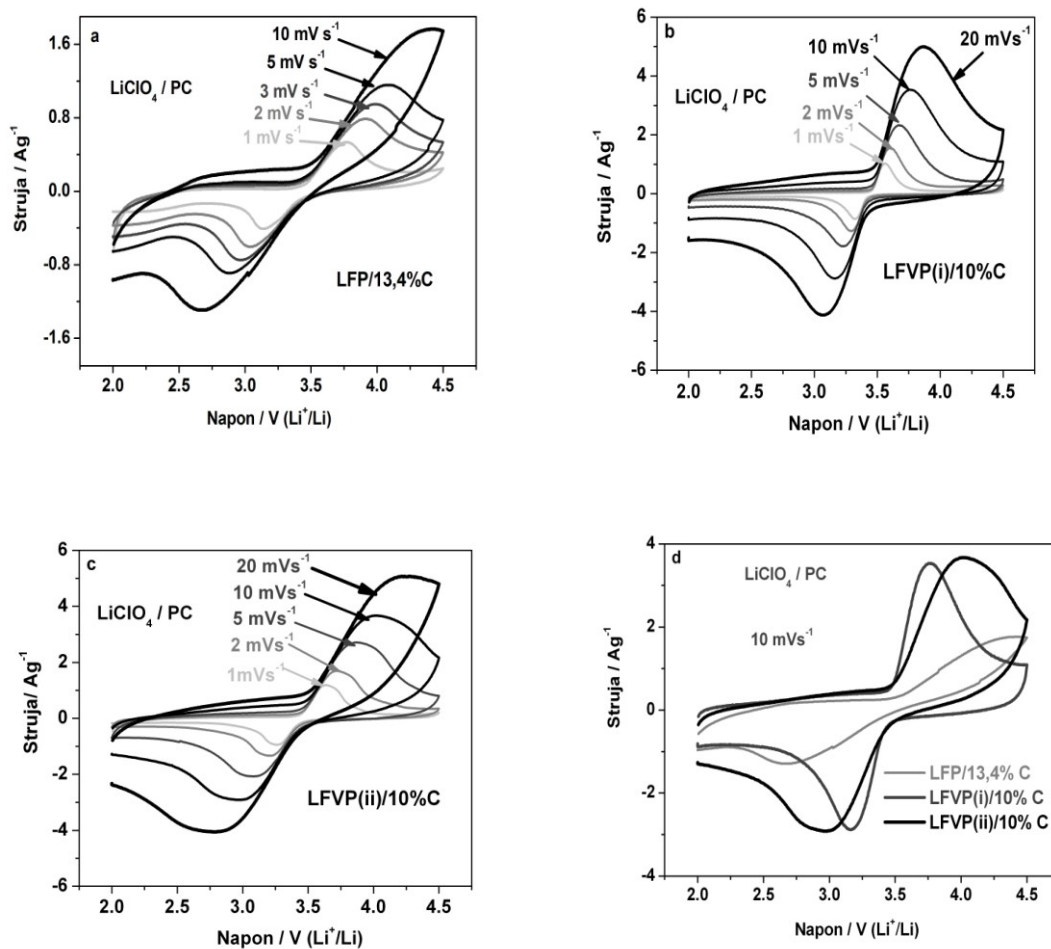 a
10 mV s⁻¹
5 mV s⁻¹
LiClO₄ / PC
3 mV s⁻¹
2 mV s⁻¹
1 mV s⁻¹
LFP/13,4%C
1.6
0.8
0.0
-0.8
-1.6
Struja / Ag⁻¹
2.0 2.5 3.0 3.5 4.0 4.5
Napon / V (Li⁺/Li)
b
10 mVs⁻¹
20 mVs⁻¹
5 mVs⁻¹
LiClO₄ / PC
2 mVs⁻¹
1 mVs⁻¹
LFVP(i)/10%C
6
4
2
0
-2
-4
-6
Struja / Ag⁻¹
2.0 2.5 3.0 3.5 4.0 4.5
Napon / V (Li⁺/Li)
c
20 mVs⁻¹
10 mVs⁻¹
LiClO₄ / PC
5 mVs⁻¹
2 mVs⁻¹
1mVs⁻¹
LFVP(ii)/10%C
6
4
2
0
-2
-4
-6
Struja/ Ag⁻¹
2.0 2.5 3.0 3.5 4.0 4.5
Napon / V (Li⁺/Li)
d
LiClO₄ / PC
10 mVs⁻¹
LFP/13,4% C
LFVP(i)/10% C
LFVP(ii)/10% C
4
2
0
-2
-4
Struja / Ag⁻¹
2.0 2.5 3.0 3.5 4.0 4.5
Napon / V (Li⁺/Li)